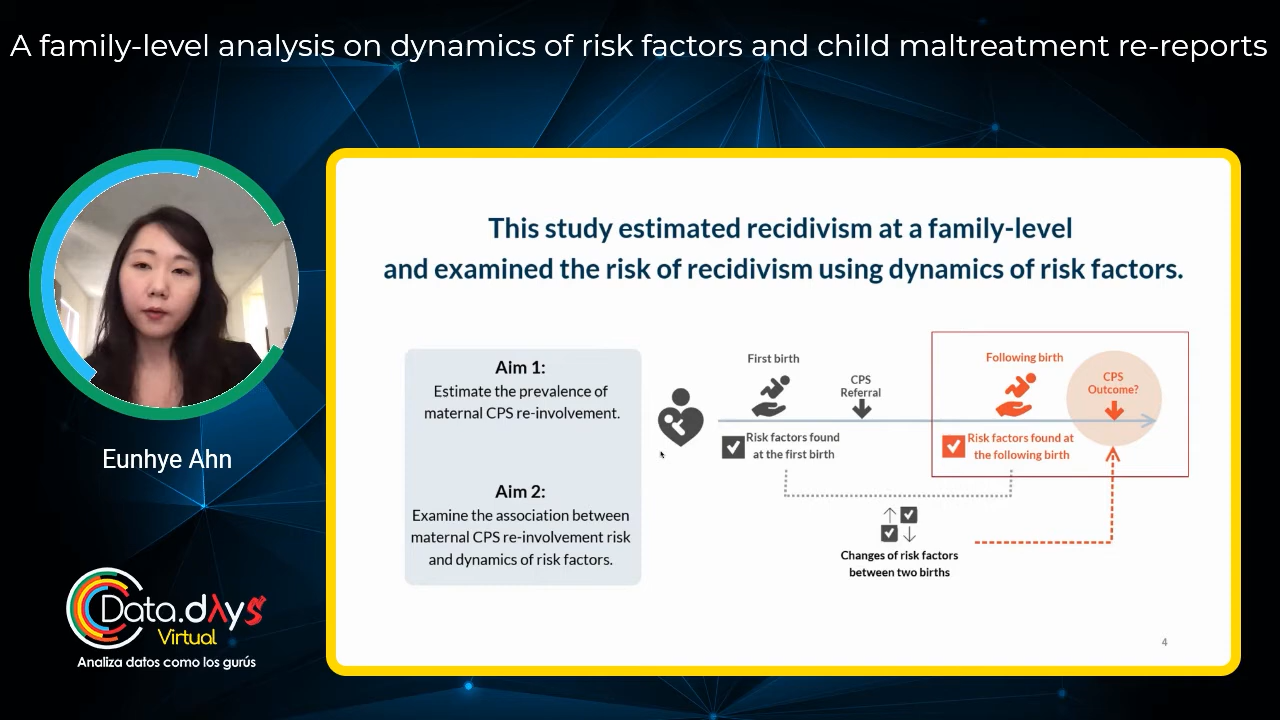 A family-level analysis on dynamics of risk factors and child maltreatment re-reports
Eunhye Ahn
Data.dλys
Virtual
Analiza datos como los gurús
This study estimated recidivism at a family-level
and examined the risk of recidivism using dynamics of risk factors.
Aim 1:
Estimate the prevalence of
maternal CPS re-involvement.
Aim 2:
Examine the association between
maternal CPS re-involvement risk
and dynamics of risk factors.
First birth
CPS
Referral
Risk factors found
at the first birth
Following birth
CPS
Outcome?
Risk factors found at
the following birth
Changes of risk factors
between two births
4